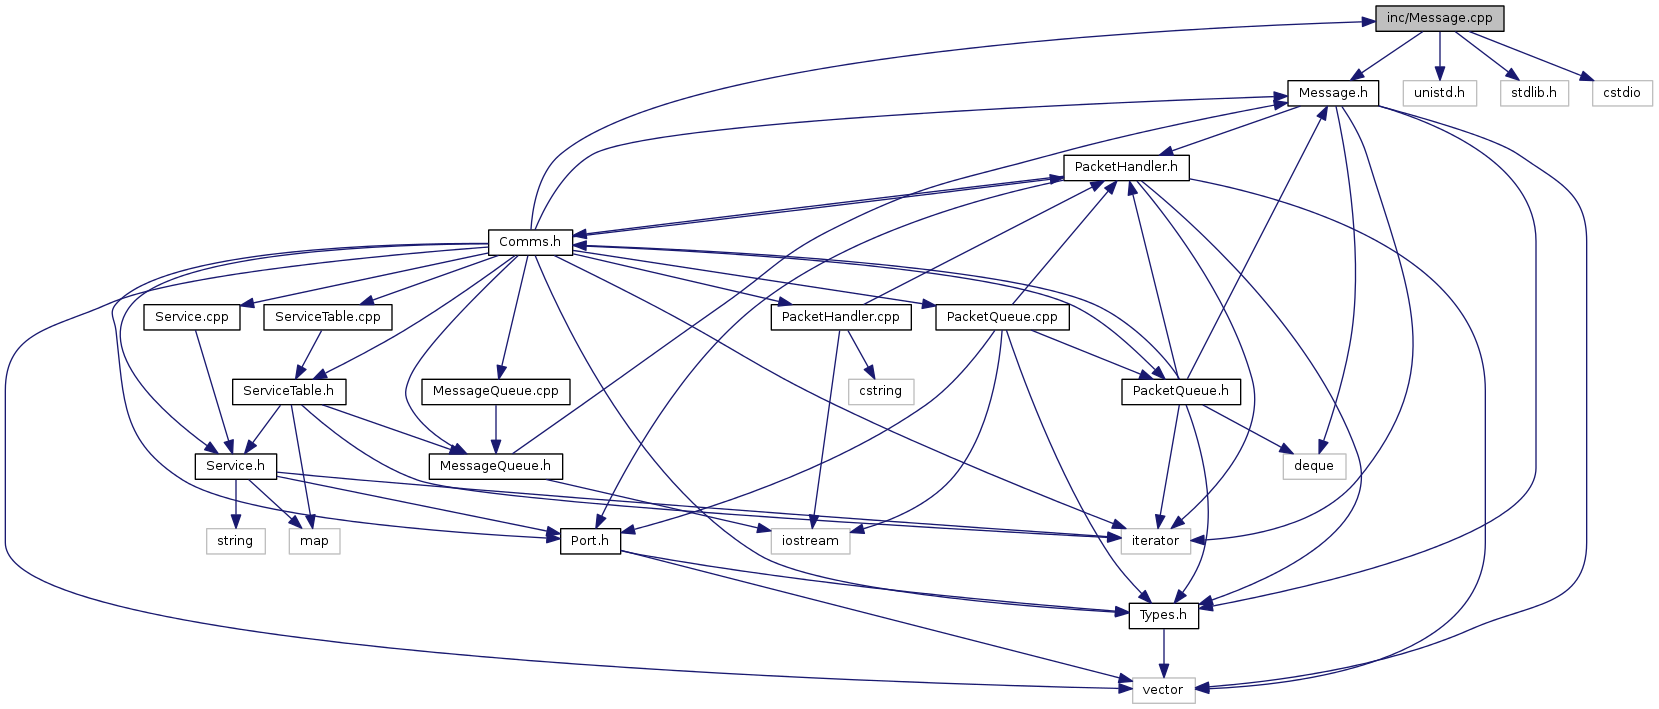 inc/Message.cpp
Message.h
unistd.h
stdlib.h
cstdio
PacketHandler.h
Comms.h
Service.cpp
ServiceTable.cpp
PacketHandler.cpp
PacketQueue.cpp
ServiceTable.h
MessageQueue.cpp
cstring
PacketQueue.h
Service.h
MessageQueue.h
deque
string
map
Port.h
iostream
iterator
Types.h
vector